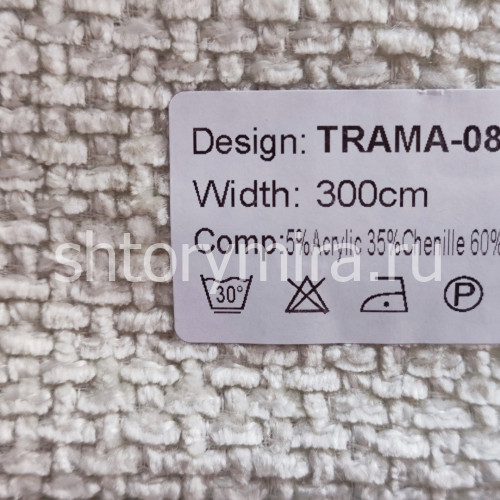 Design: TRAMA-08
Width: 300cm
Comp:5%Acrylic 35%Chenille 60%
shtorymira.ru
30°
P